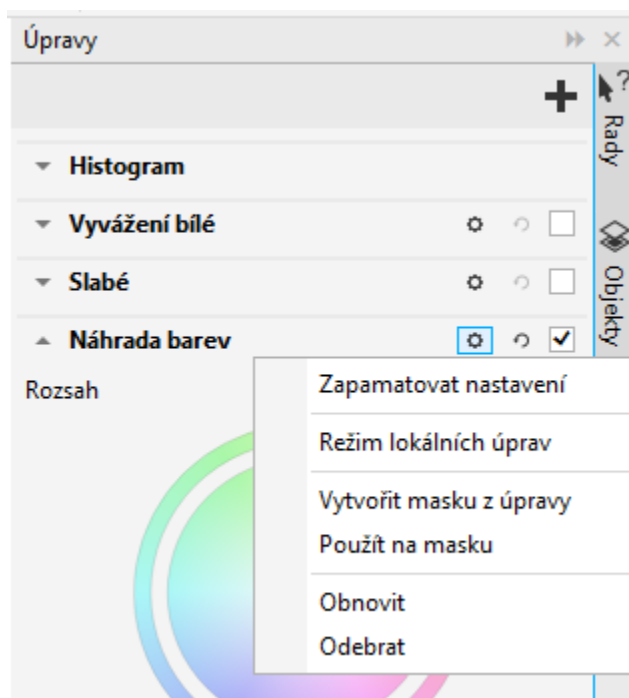 Úpravy
?
Rady
Histogram
Vyvážení bílé
Slabé
Objekty
Náhrada barev
Rozsah
Zapamatovat nastavení
Režim lokálních úprav
Vytvořit masku z úpravy
Použít na masku
Obnovit
Odebrat